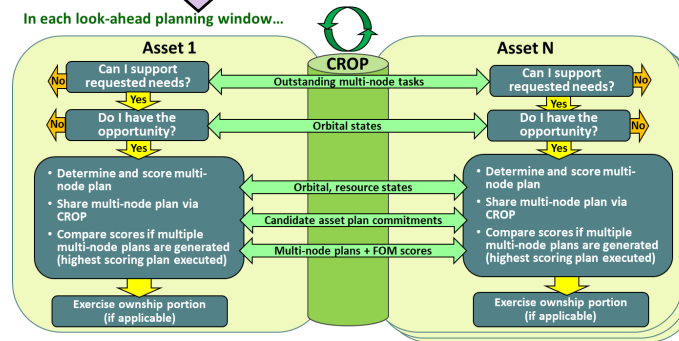 In each look-ahead planning window...
Asset 1
CROP
Asset N
No
Can I support
requested needs?
Outstanding multi-node tasks
Can I support
requested needs?
No
Yes
Yes
No
Do I have the
opportunity?
Orbital states
Do I have the
opportunity?
No
Yes
Yes
• Determine and score multi-
node plan
• Share multi-node plan via
CROP
• Compare scores if multiple
multi-node plans are generated
(highest scoring plan executed)
Orbital, resource states
Candidate asset plan commitments
Multi-node plans + FOM scores
• Determine and score multi-
node plan
• Share multi-node plan via
CROP
• Compare scores if multiple
multi-node plans are generated
(highest scoring plan executed)
Exercise ownship portion
(if applicable)
Exercise ownship portion
(if applicable)